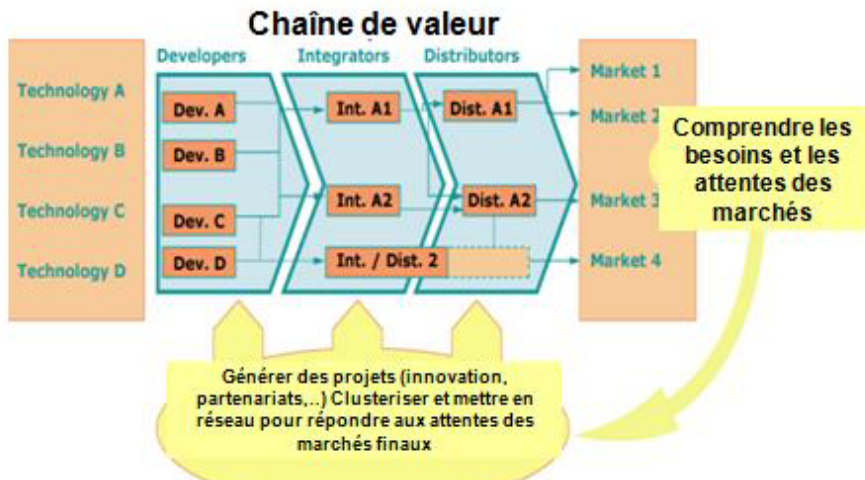 Chaîne de valeur
Developers
Integrators
Distributors
Technology A
Technology B
Technology C
Technology D
Dev. A
Dev. B
Dev. C
Dev. D
Int. A1
Int. A2
Int. / Dist. 2
Dist. A1
Dist. A2
Market 1
Market 2
Market 3
Market 4
Comprendre les
besoins et les
attentes des
marchés
Générer des projets (innovation,
partenariats,..) Clusteriser et mettre en
réseau pour répondre aux attentes des
marchés finaux